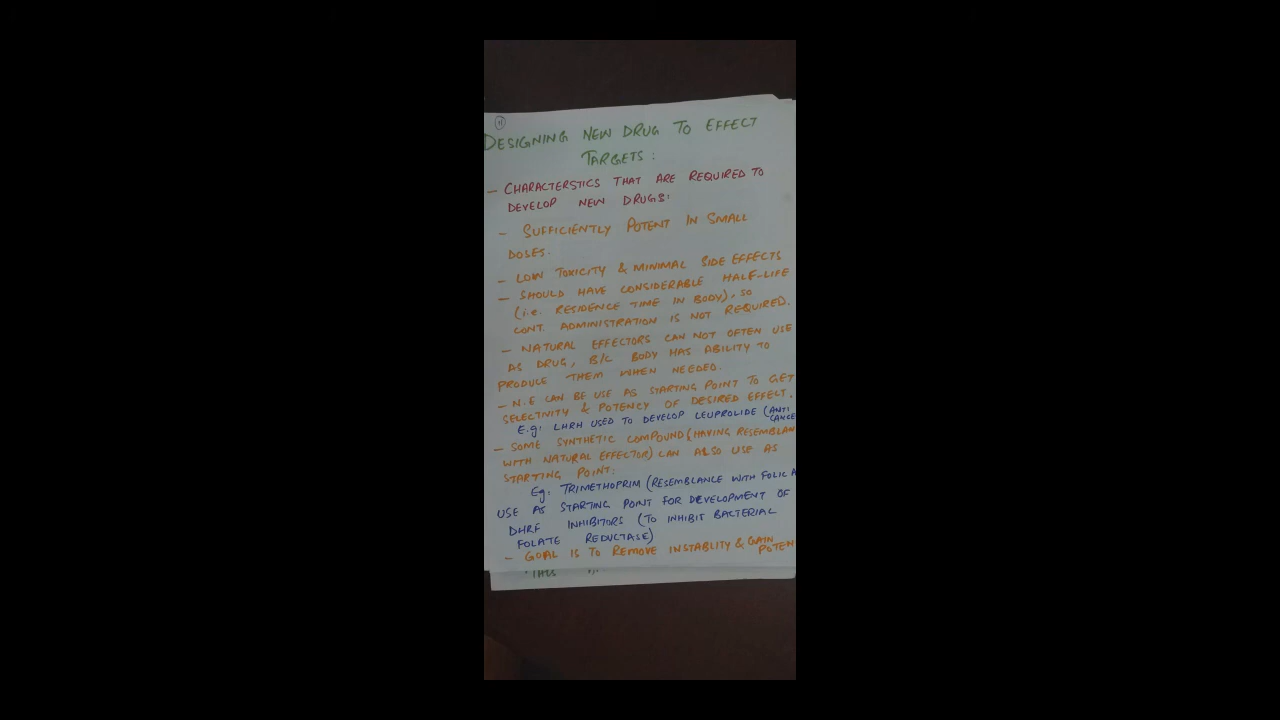 11
DESIGNING NEW DRUG TO EFFECT
TARGETS :
- CHARACTERSTICS THAT ARE REQUIRED TO
DEVELOP NEW DRUGS:
- SUFFICIENTLY POTENT IN SMALL
DOSES.
- LOW TOXICITY & MINIMAL SIDE EFFECTS
- SHOULD HAVE CONSIDERABLE HALF-LIFE
(i.e. RESIDENCE TIME IN BODY), SO
CONT. ADMINISTRATION IS NOT REQUIRED.
- NATURAL EFFECTORS CAN NOT OFTEN USE
AS DRUG, B/C BODY HAS ABILITY TO
PRODUCE THEM WHEN NEEDED.
- N.E CAN BE USE AS STARTING POINT TO GET
SELECTIVITY & POTENCY OF DESIRED EFFECT.
E.g: LHRH USED TO DEVELOP LEUPROLIDE (ANTI
CANCE
- SOME SYNTHETIC COMPOUND (HAVING RESEMBLAN
WITH NATURAL EFFECTOR) CAN ALSO USE AS
STARTING POINT:
Eg: TRIMETHOPRIM (RESEMBLANCE WITH FOLIC A
USE AS STARTING POINT FOR DEVELOPMENT OF
DHRF INHIBITORS (TO INHIBIT BACTERIAL
FOLATE REDUCTASE)
- GOAL IS TO REMOVE INSTABLITY & GAIN
POTEN